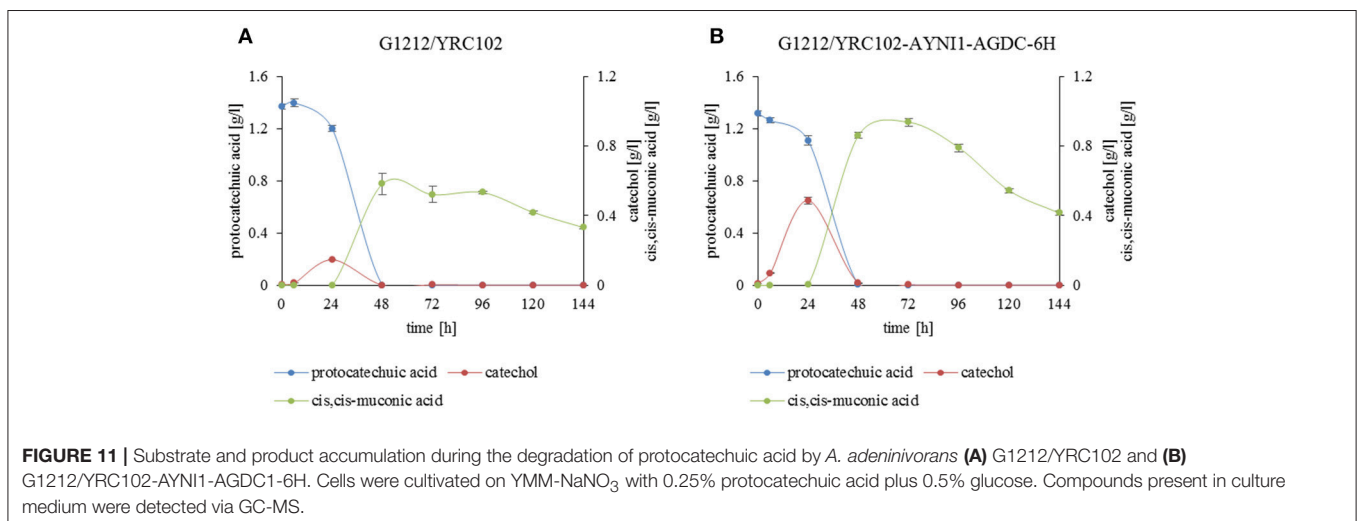 A
G1212/YRC102
1.6
1.2
0.8
0.4
0
protocatechuic acid [g/l]
1.2
0.8
0.4
0
catechol [g/l]
cis,cis-muconic acid [g/l]
0 24 48 72 96 120 144
time [h]
protocatechuic acid catechol
cis,cis-muconic acid
B
G1212/YRC102-AYNI1-AGDC-6H
1.6
1.2
0.8
0.4
0
protocatechuic acid [g/l]
1.2
0.8
0.4
0
catechol [g/l]
cis,cis-muconic acid [g/l]
0 24 48 72 96 120 144
time [h]
protocatechuic acid catechol
cis,cis-muconic acid
FIGURE 11 | Substrate and product accumulation during the degradation of protocatechuic acid by A. adeninivorans (A) G1212/YRC102 and (B)
G1212/YRC102-AYNI1-AGDC1-6H. Cells were cultivated on YMM-NaNO₃ with 0.25% protocatechuic acid plus 0.5% glucose. Compounds present in culture
medium were detected via GC-MS.